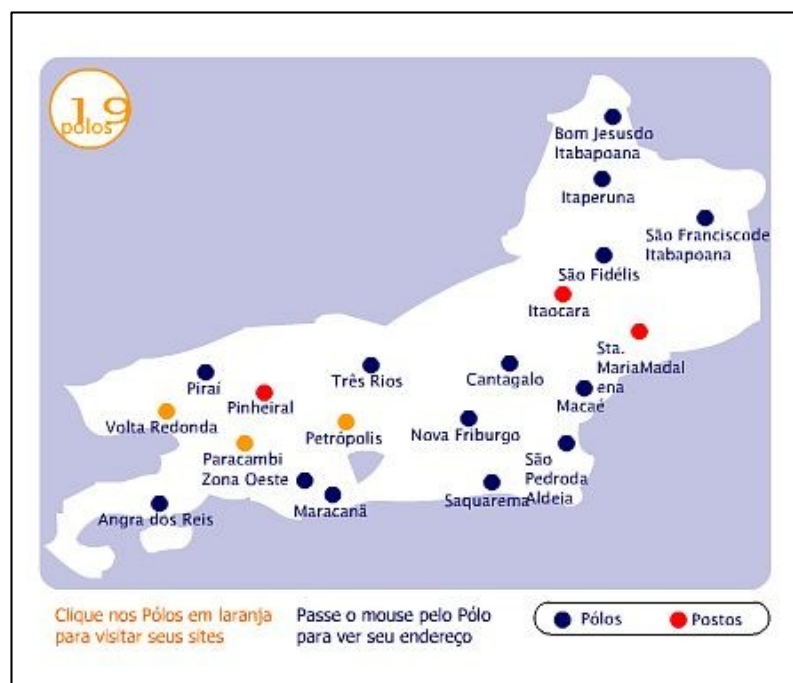 19
pólos
Bom Jesusdo
Itabapoana
Itaperuna
São Franciscode
Itabapoana
São Fidélis
Itaocara
Sta.
MariaMadal
ena
Três Rios
Cantagalo
Piraí
Pinheiral
Macaé
Volta Redonda
Petrópolis
Nova Friburgo
Paracambi
Zona Oeste
São
Pedroda
Aldeia
Saquarema
Maracanã
Angra dos Reis
Clique nos Pólos em laranja
para visitar seus sites
Passe o mouse pelo Pólo
para ver seu endereço
Pólos
Postos